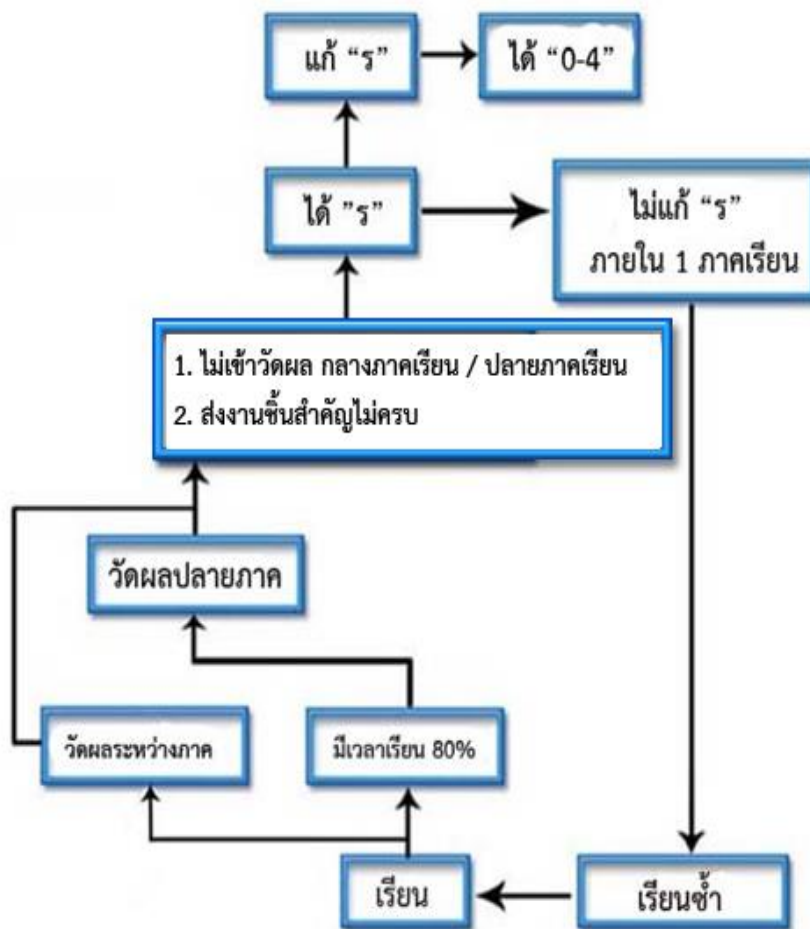 แก้ “ร”
ได้ “0-4”
ได้ ”ร”
ไม่แก้ “ร”
ภายใน 1 ภาคเรียน
1. ไม่เข้าวัดผล กลางภาคเรียน / ปลายภาคเรียน
2. ส่งงานชิ้นสำคัญไม่ครบ
วัดผลปลายภาค
วัดผลระหว่างภาค
มีเวลาเรียน 80%
เรียน
เรียนซ้ำ